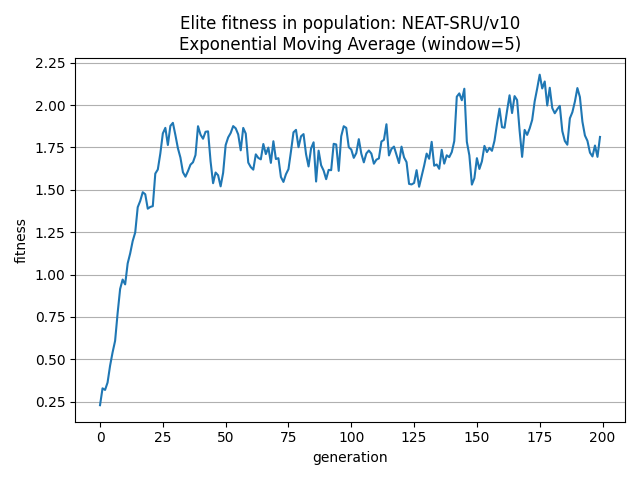 Elite fitness in population: NEAT-SRU/v10
Exponential Moving Average (window=5)
2.25
2.00
1.75
1.50
1.25
1.00
0.75
0.50
0.25
fitness
0 25 50 75 100 125 150 175 200
generation